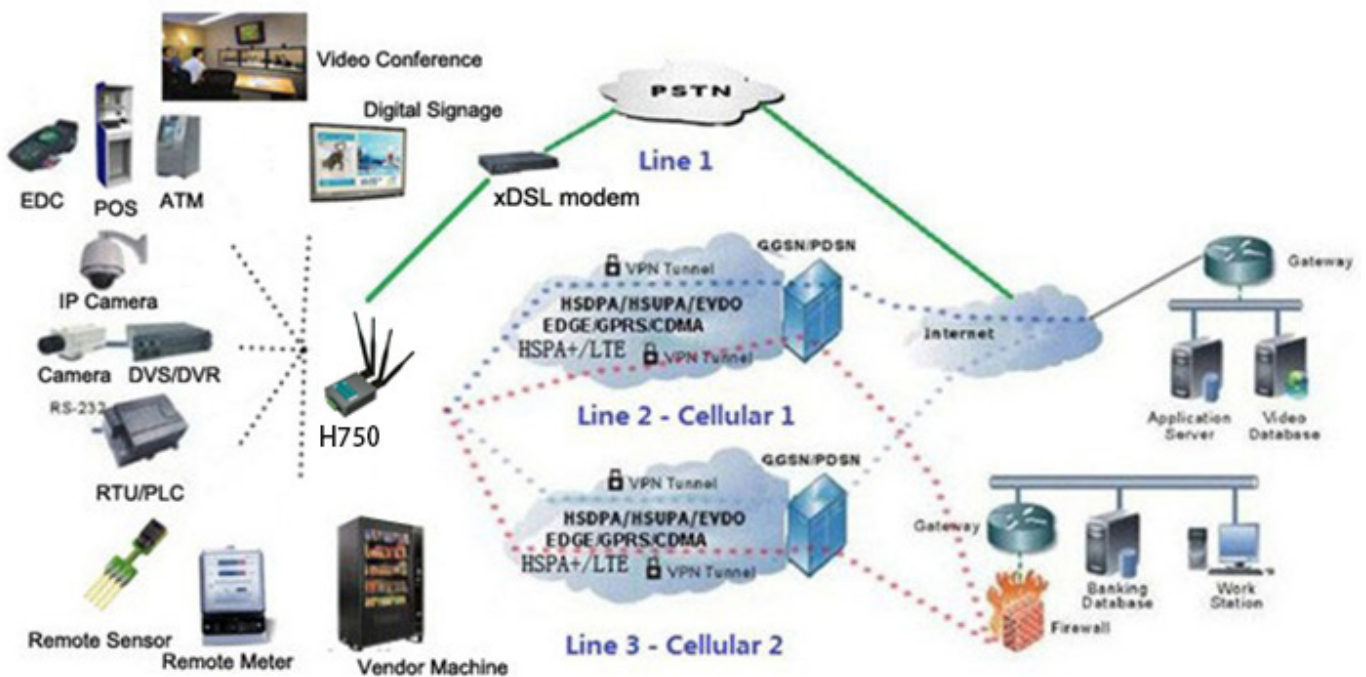 Video Conference
Digital Signage
EDC
POS
ATM
PSTN
Line 1
xDSL modem
IP Camera
Camera
DVS/DVR
RS-232
RTU/PLC
H750
GGSN/PDSN
VPN Tunnel
HSDPA/HSUPA/EVDO
EDGE/GPRS/CDMA
HSPA+/LTE
VPN Tunnel
Line 2 - Cellular 1
Internet
Gateway
Application
Server
Video
Database
GGSN/PDSN
VPN Tunnel
HSDPA/HSUPA/EVDO
EDGE/GPRS/CDMA
HSPA+/LTE
VPN Tunnel
Line 3 - Cellular 2
Gateway
Banking
Database
Work
Station
Firewall
Remote Sensor
Remote Meter
Vendor Machine